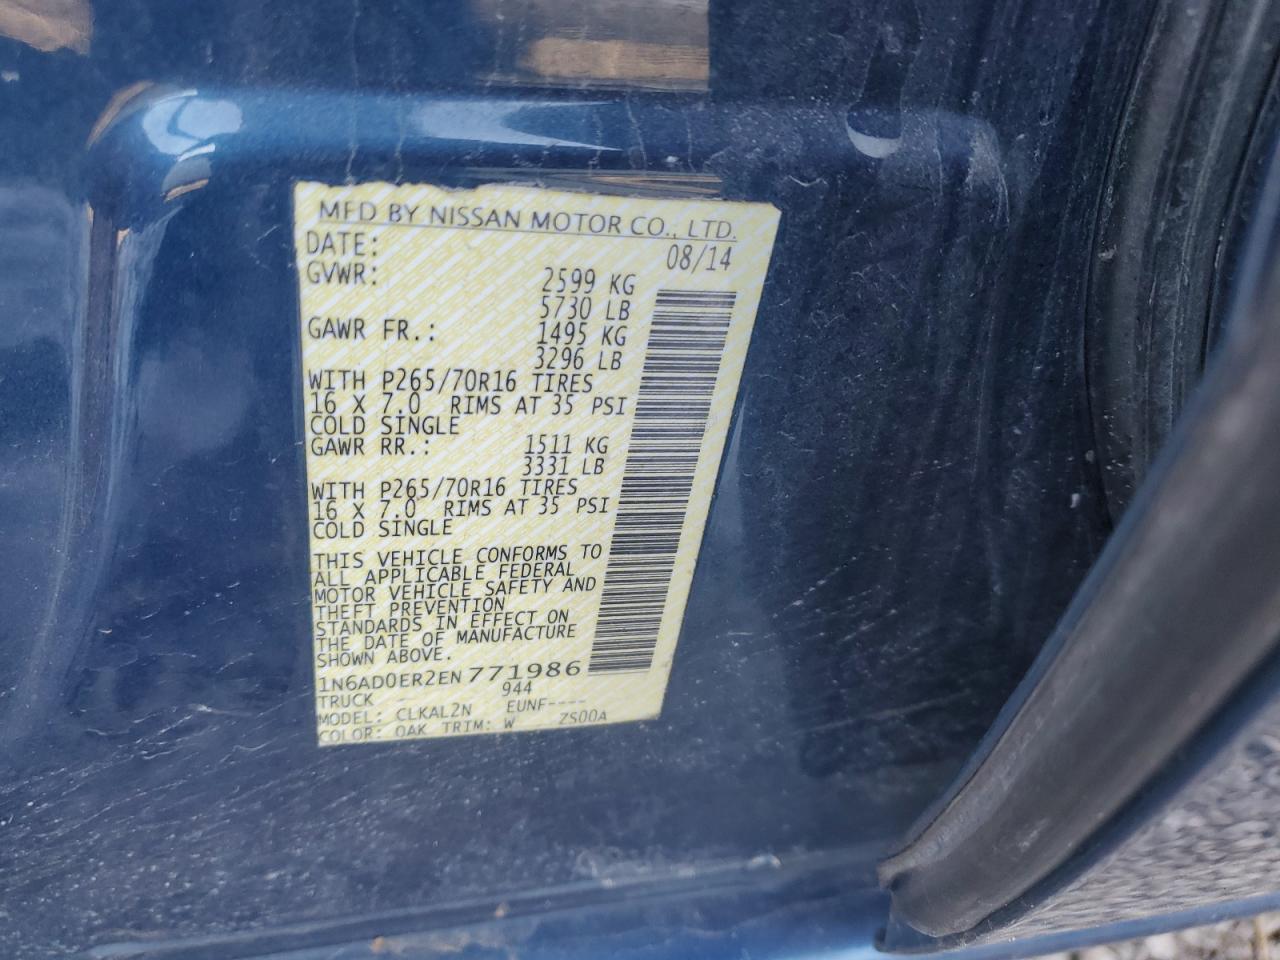 MFD BY NISSAN MOTOR CO., LTD.
DATE: 08/14
GVWR: 2599 KG
5730 LB
GAWR FR.: 1495 KG
3296 LB
WITH P265/70R16 TIRES
16 X 7.0 RIMS AT 35 PSI
COLD SINGLE
GAWR RR.: 1511 KG
3331 LB
WITH P265/70R16 TIRES
16 X 7.0 RIMS AT 35 PSI
COLD SINGLE
THIS VEHICLE CONFORMS TO
ALL APPLICABLE FEDERAL
MOTOR VEHICLE SAFETY AND
THEFT PREVENTION
STANDARDS IN EFFECT ON
THE DATE OF MANUFACTURE
SHOWN ABOVE.
1N6AD0ER2EN771986
TRUCK 944
MODEL: CLKAL2N EUNF----
COLOR: OAK TRIM: W ZS00A